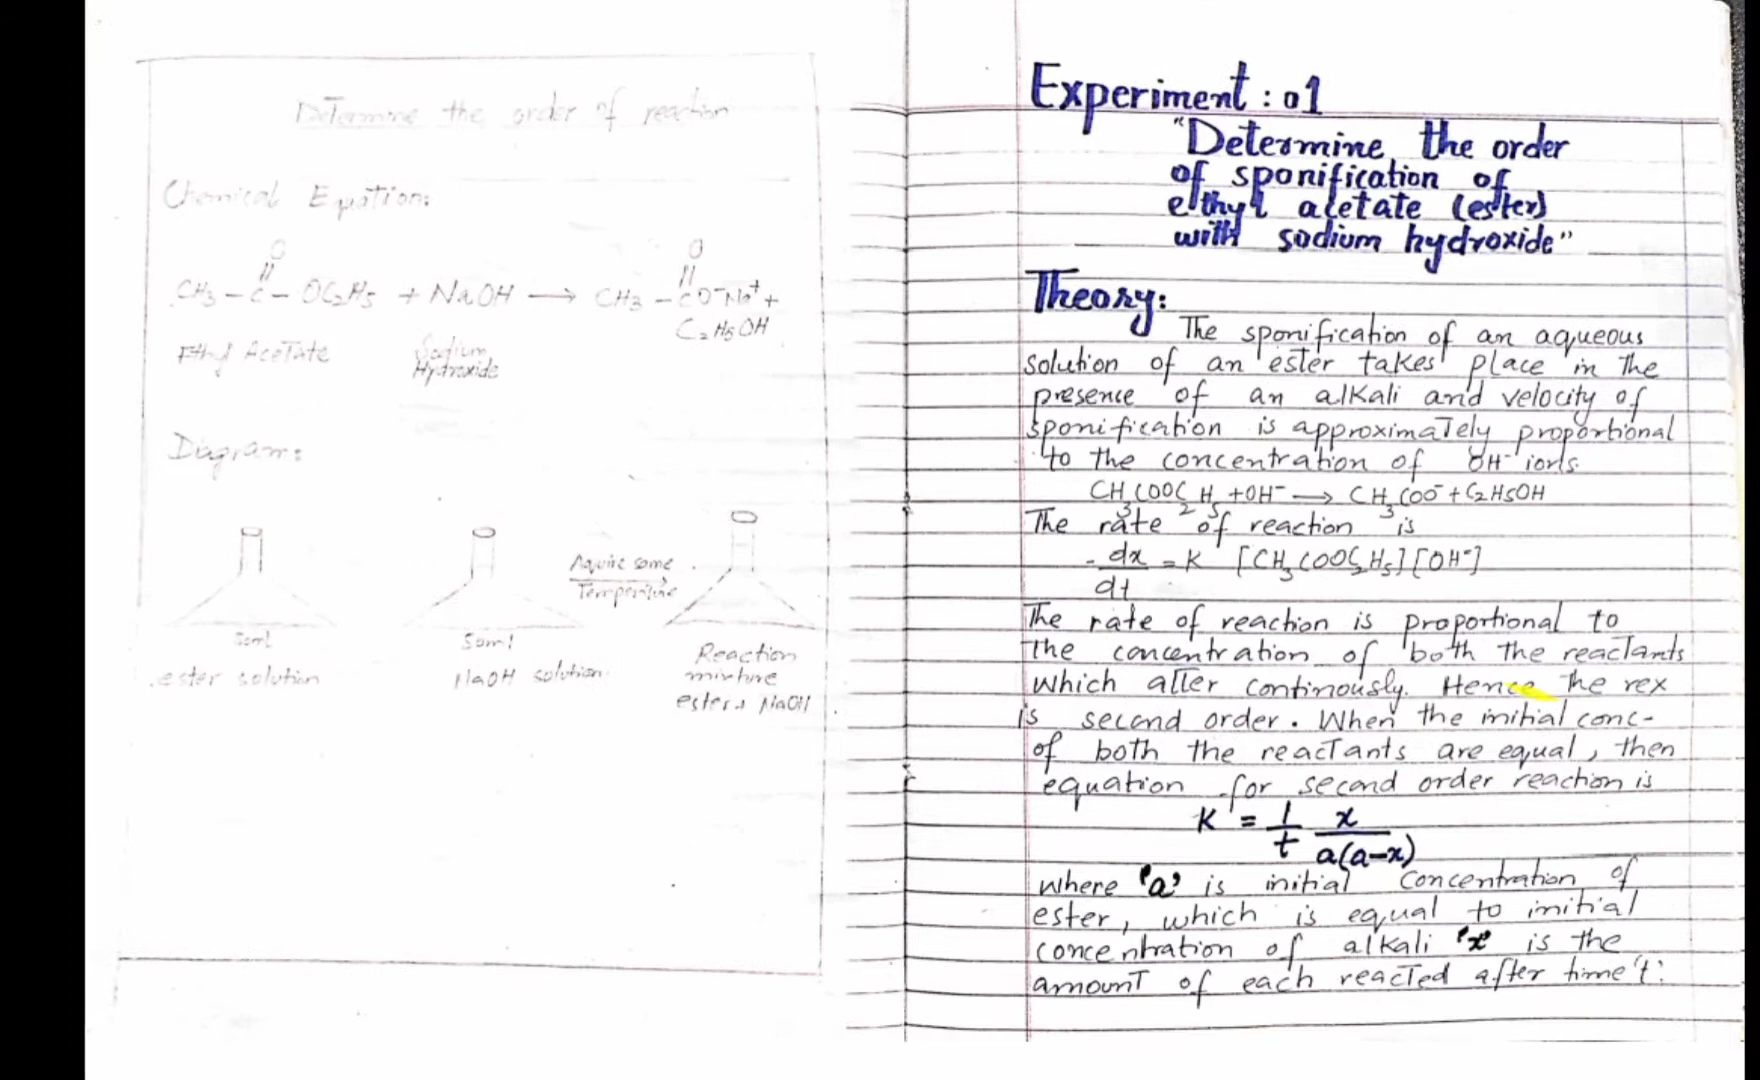 Determine the order of reaction
Chemical Equation:
O
||
O
||
CH3 – C – OC2H5 + NaOH → CH3 – C O⁻Na⁺ +
C2H5OH
Ethyl Acetate
Sodium
Hydroxide
Diagram:
Aquire some
Temperature
50ml
ester solution
50ml
NaOH solution
Reaction
mixture
ester + NaOH
Experiment : 01
"Determine the order
of sponification of
ethyl acetate (ester)
with sodium hydroxide"
Theory:
The sponification of an aqueous
solution of an ester takes place in the
presence of an alkali and velocity of
sponification is approximately proportional
to the concentration of OH⁻ ions.
CH3COOC2H5 + OH⁻ → CH3COO⁻ + C2H5OH
The rate of reaction is
-dx/dt = K [CH3COOC2H5] [OH⁻]
The rate of reaction is proportional to
the concentration of both the reactants
which alter continously. Hence the rex
is second order. When the initial conc-
of both the reactants are equal, then
equation for second order reaction is
K = 1/t x/a(a–x)
where 'a' is initial concentration of
ester, which is equal to initial
concentration of alkali 'x' is the
amount of each reacted after time 't'.